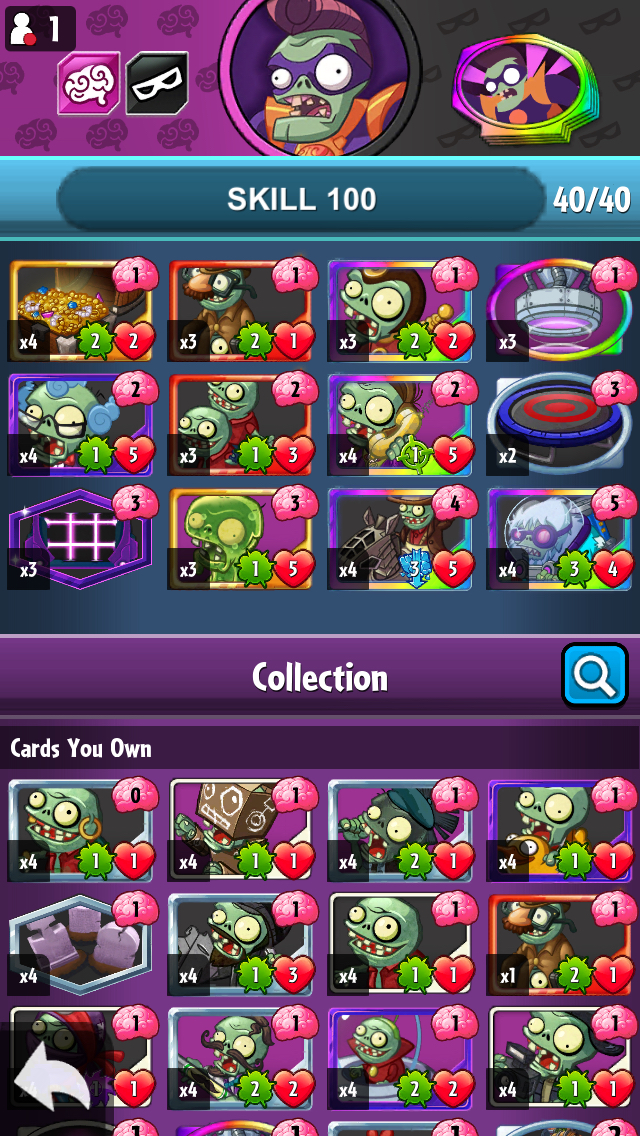 1
SKILL 100 40/40
1 1 1 1
x4 2 2 x3 2 1 x3 2 2 x3
2 2 2 3
x4 1 5 x3 1 3 x4 1 5 x2
3 3 4 5
x3 x3 1 5 x4 3 5 x4 3 4
Collection
Cards You Own
0 1 1 1
x4 1 1 x4 1 1 x4 2 1 x4 1 1
1 1 1 1
x4 x4 1 3 x4 1 1 x1 2 1
1 1 1 1
x4 1 1 x4 2 2 x4 2 2 x4 1 1